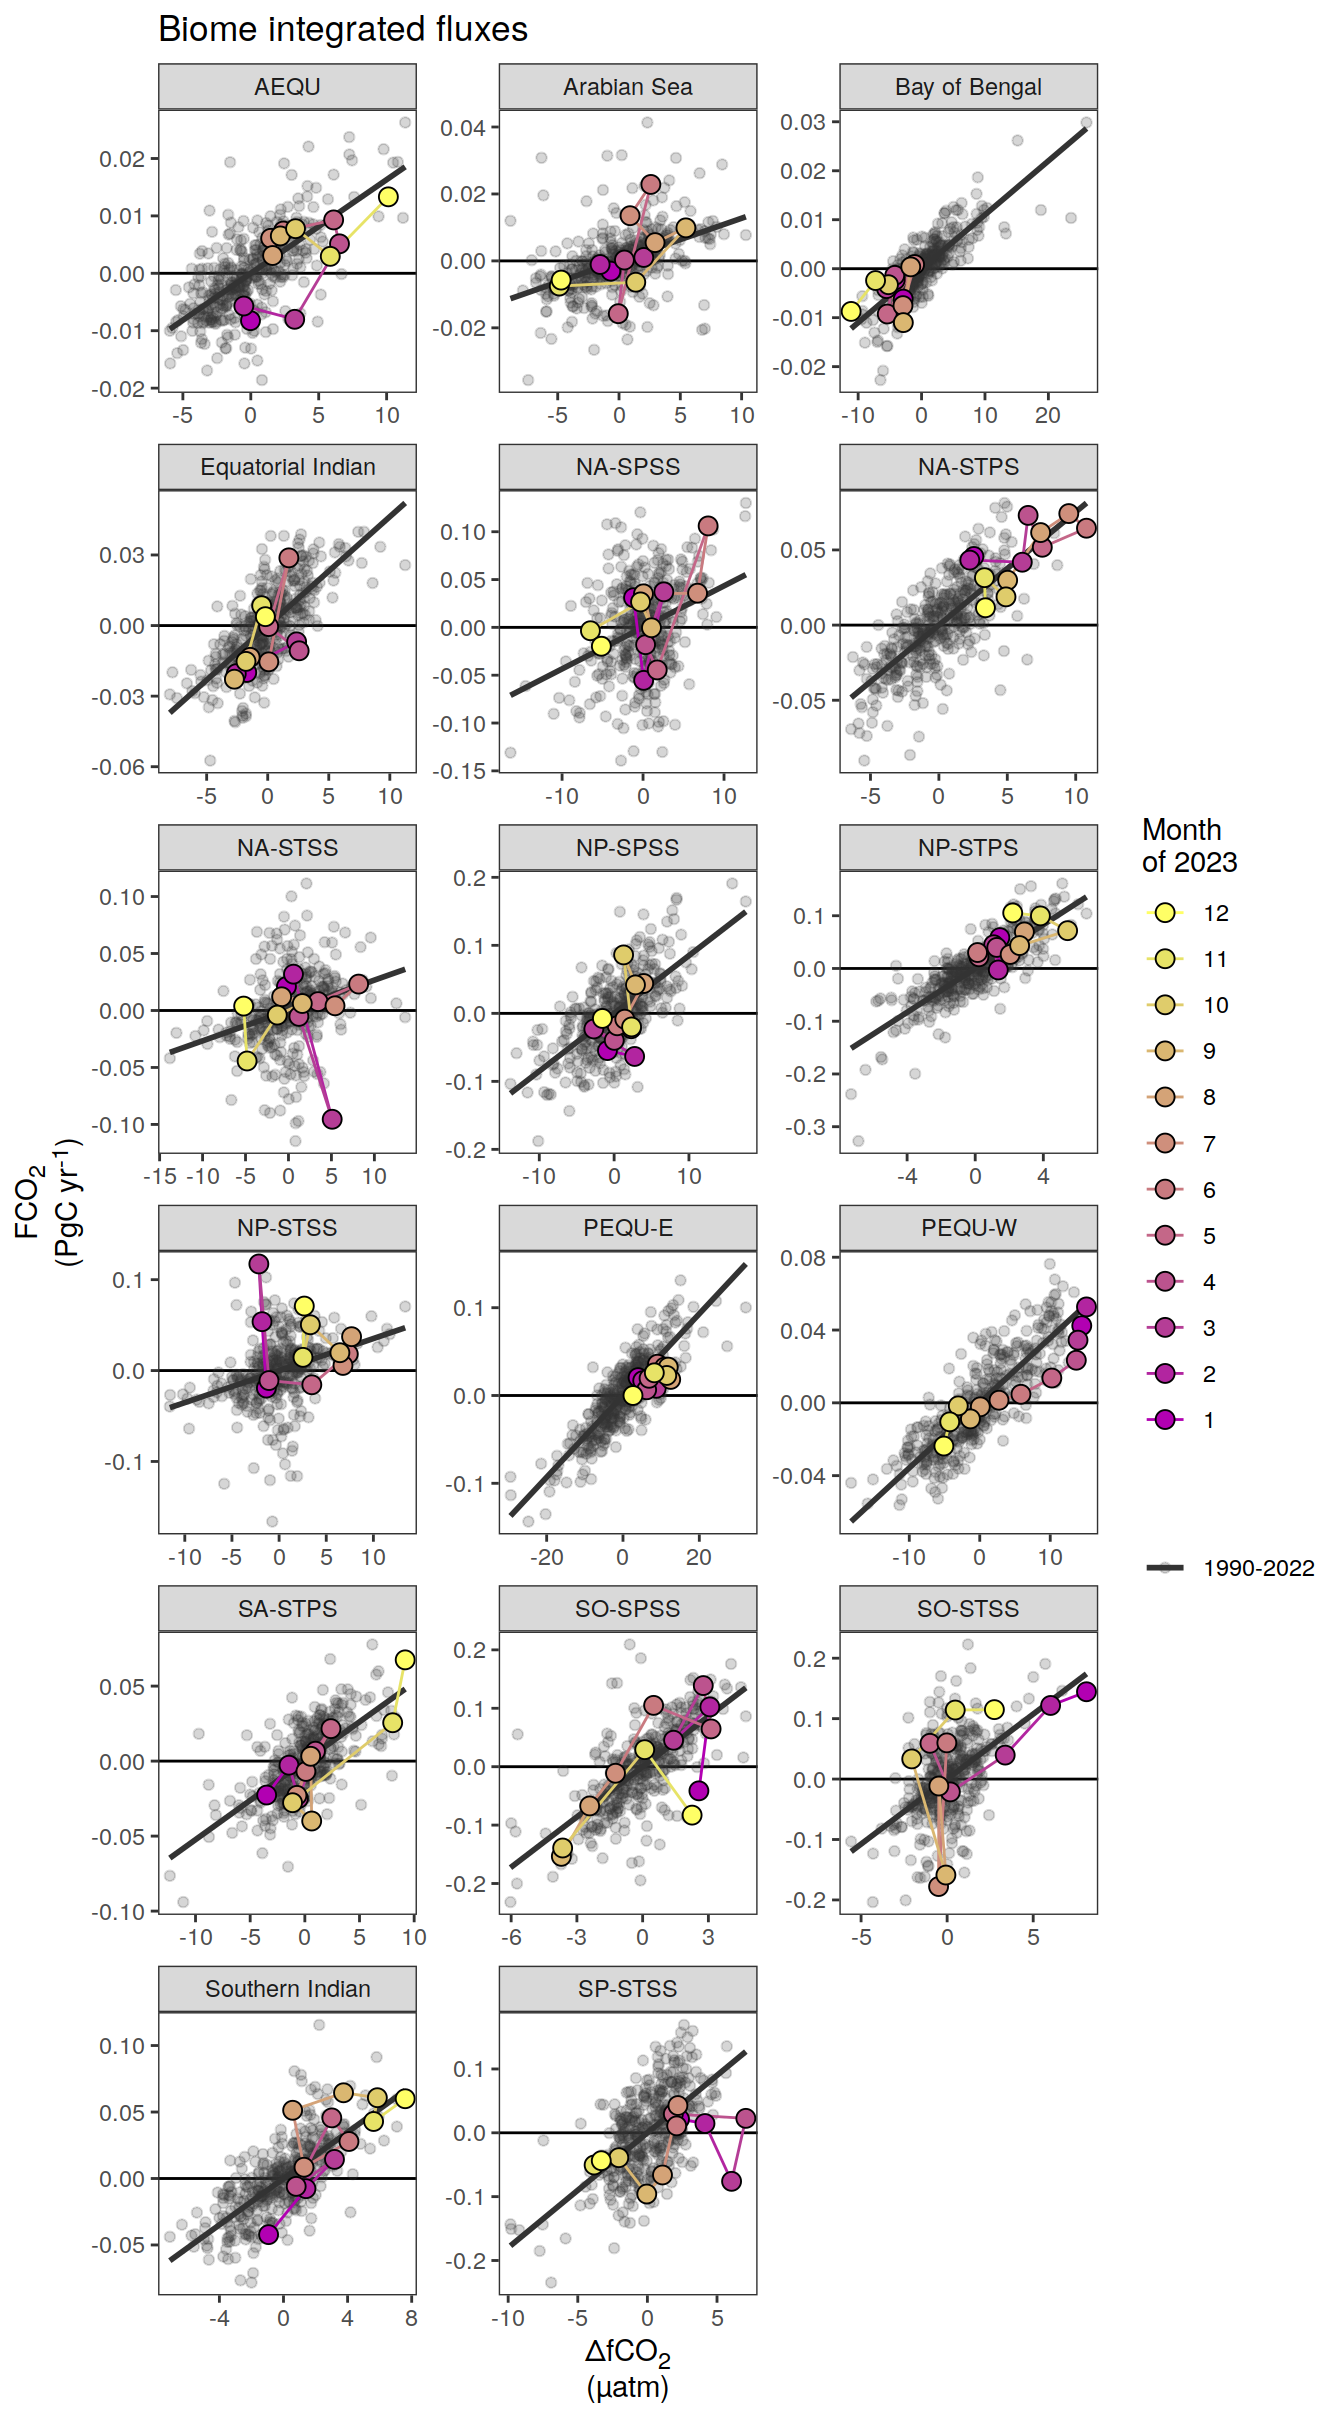 Biome integrated fluxes
AEQU
Arabian Sea
Bay of Bengal
0.02
0.01
0.00
-0.01
-0.02
0.04
0.02
0.00
-0.02
0.03
0.02
0.01
0.00
-0.01
-0.02
-5 0 5 10
-5 0 5 10
-10 0 10 20
Equatorial Indian
NA-SPSS
NA-STPS
0.03
0.00
-0.03
-0.06
0.10
0.05
0.00
-0.05
-0.10
-0.15
0.05
0.00
-0.05
-5 0 5 10
-10 0 10
-5 0 5 10
NA-STSS
NP-SPSS
NP-STPS
0.10
0.05
0.00
-0.05
-0.10
0.2
0.1
0.0
-0.1
-0.2
0.1
0.0
-0.1
-0.2
-0.3
-15 -10 -5 0 5 10
-10 0 10
-4 0 4
NP-STSS
PEQU-E
PEQU-W
0.1
0.0
-0.1
0.1
0.0
-0.1
0.08
0.04
0.00
-0.04
-10 -5 0 5 10
-20 0 20
-10 0 10
SA-STPS
SO-SPSS
SO-STSS
0.05
0.00
-0.05
-0.10
0.2
0.1
0.0
-0.1
-0.2
0.2
0.1
0.0
-0.1
-0.2
-10 -5 0 5 10
-6 -3 0 3
-5 0 5
Southern Indian
SP-STSS
0.10
0.05
0.00
-0.05
0.1
0.0
-0.1
-0.2
-4 0 4 8
-10 -5 0 5
FCO₂
(PgC yr⁻¹)
ΔfCO₂
(µatm)
Month
of 2023
12
11
10
9
8
7
6
5
4
3
2
1
1990-2022